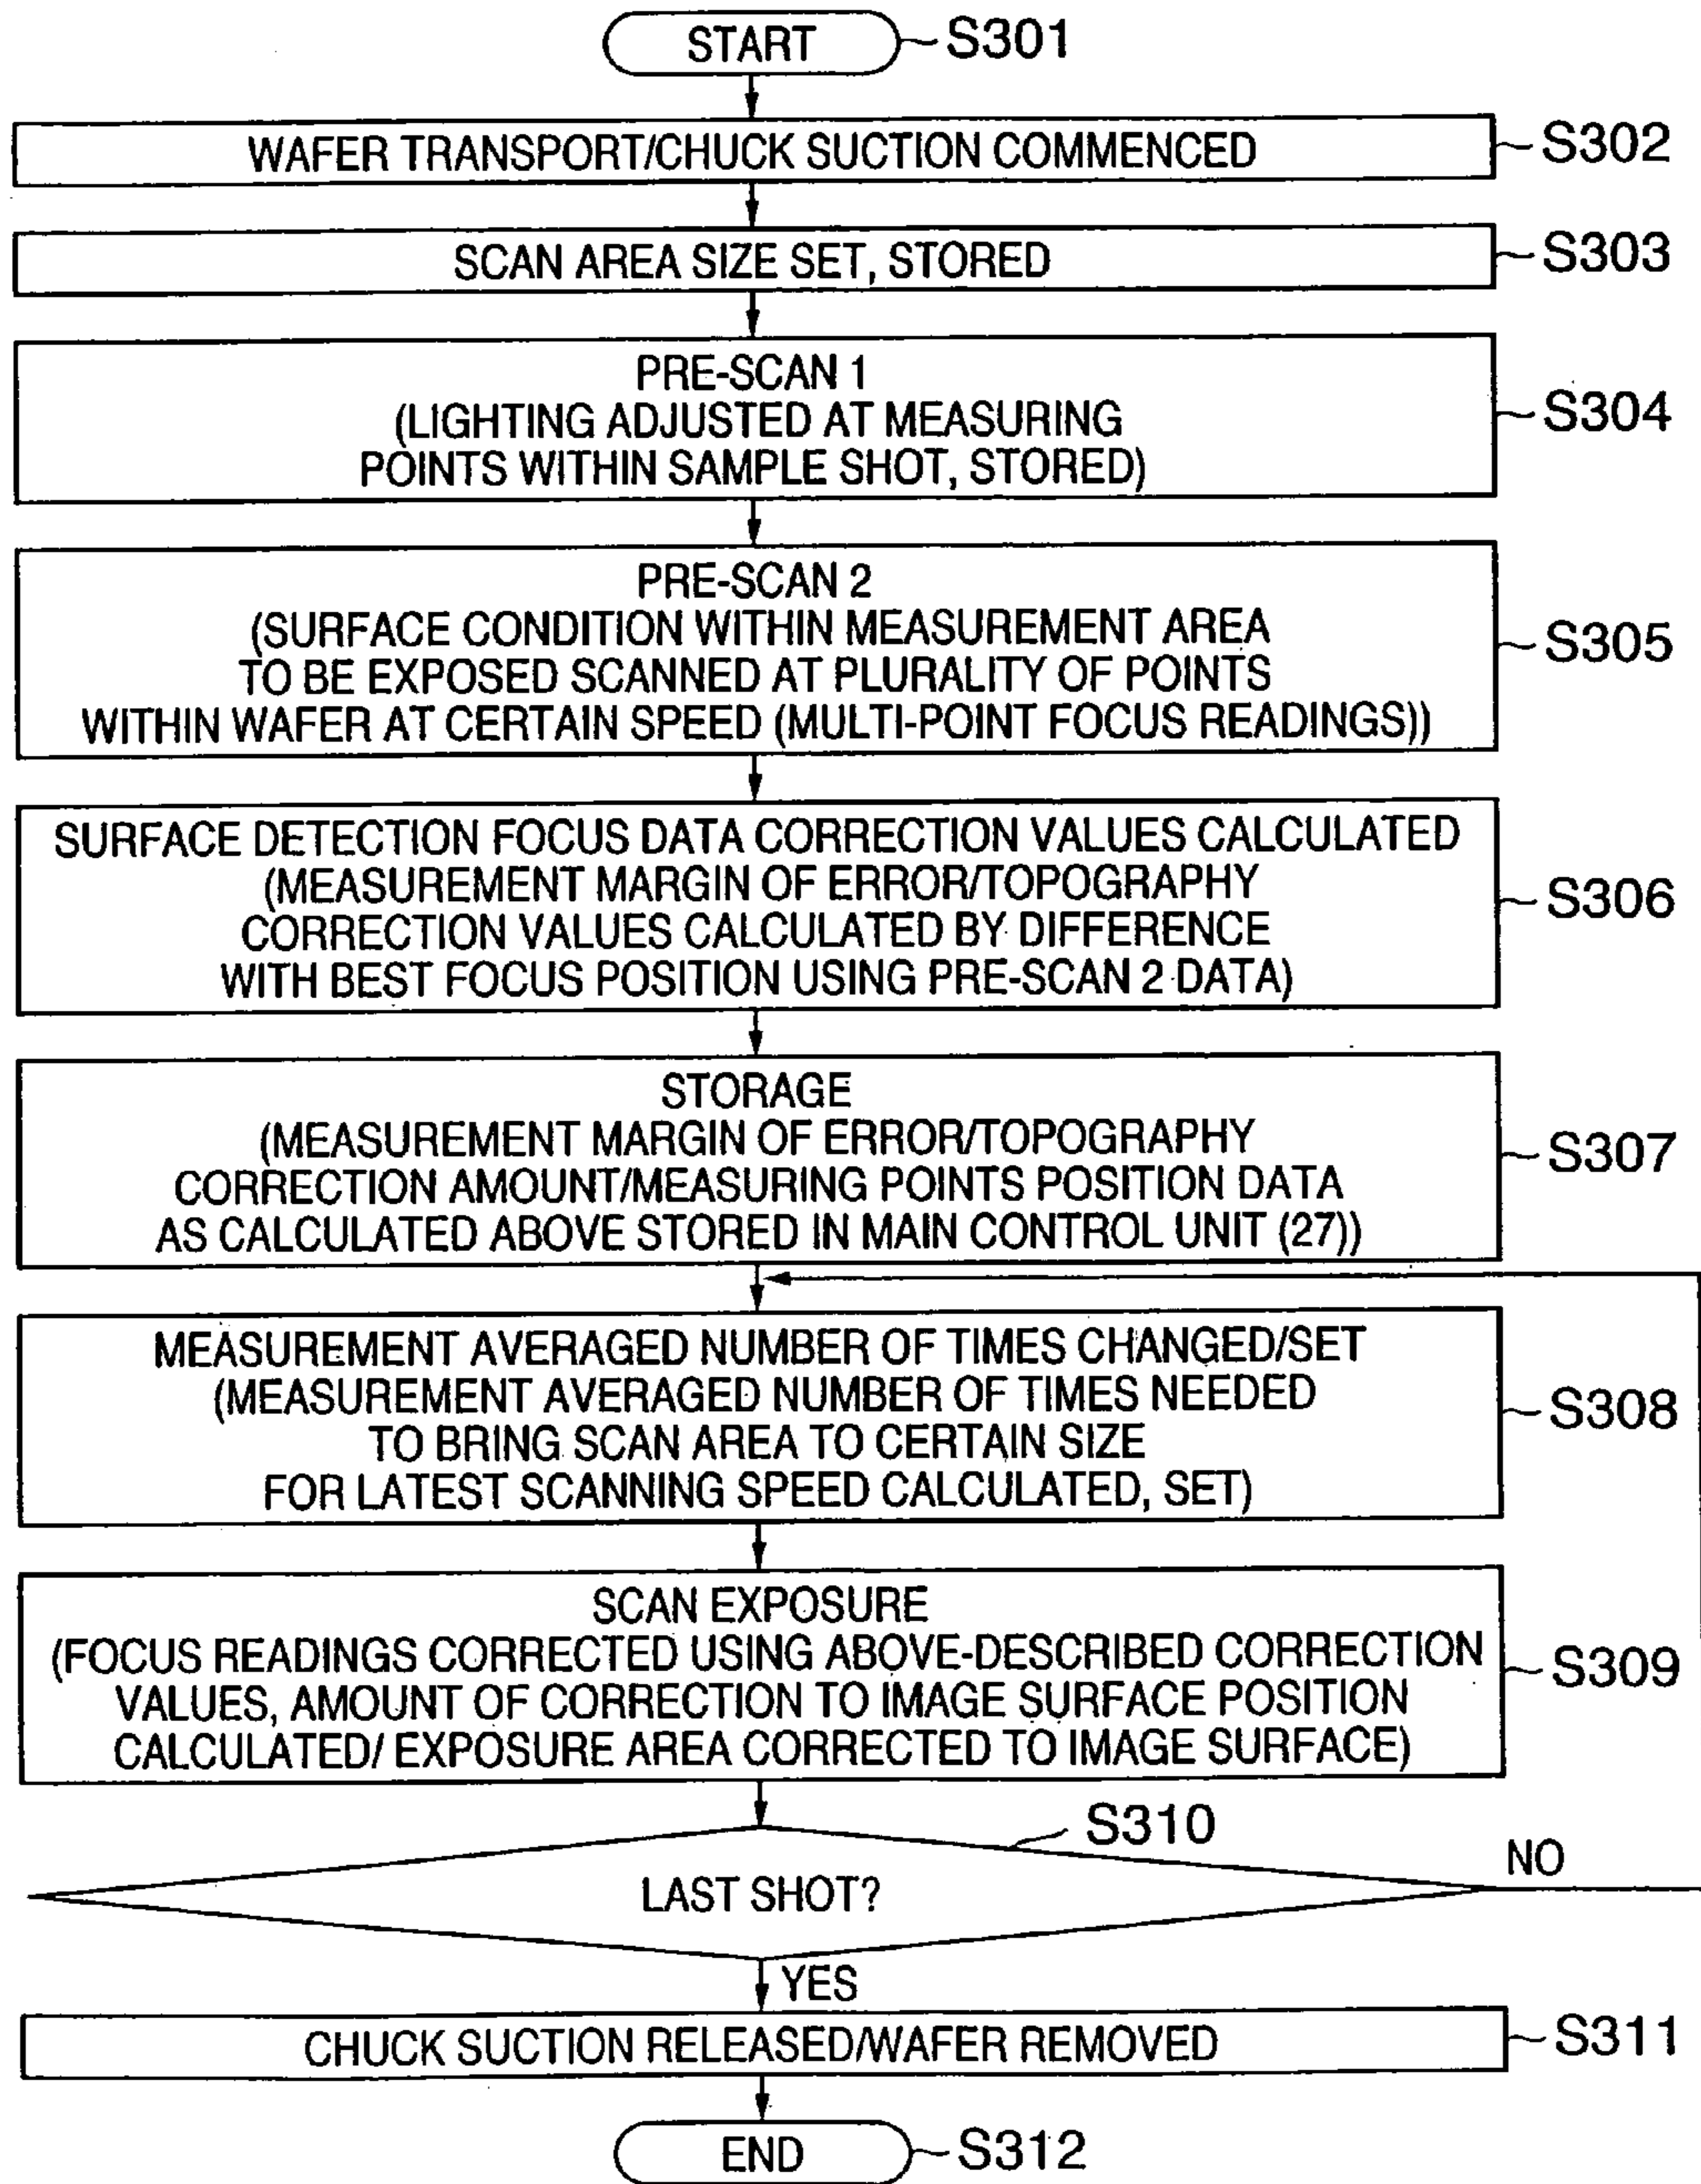 START
S301
WAFER TRANSPORT/CHUCK SUCTION COMMENCED
S302
SCAN AREA SIZE SET, STORED
S303
PRE-SCAN 1
(LIGHTING ADJUSTED AT MEASURING
POINTS WITHIN SAMPLE SHOT, STORED)
S304
PRE-SCAN 2
(SURFACE CONDITION WITHIN MEASUREMENT AREA
TO BE EXPOSED SCANNED AT PLURALITY OF POINTS
WITHIN WAFER AT CERTAIN SPEED (MULTI-POINT FOCUS READINGS))
S305
SURFACE DETECTION FOCUS DATA CORRECTION VALUES CALCULATED
(MEASUREMENT MARGIN OF ERROR/TOPOGRAPHY
CORRECTION VALUES CALCULATED BY DIFFERENCE
WITH BEST FOCUS POSITION USING PRE-SCAN 2 DATA)
S306
STORAGE
(MEASUREMENT MARGIN OF ERROR/TOPOGRAPHY
CORRECTION AMOUNT/MEASURING POINTS POSITION DATA
AS CALCULATED ABOVE STORED IN MAIN CONTROL UNIT (27))
S307
MEASUREMENT AVERAGED NUMBER OF TIMES CHANGED/SET
(MEASUREMENT AVERAGED NUMBER OF TIMES NEEDED
TO BRING SCAN AREA TO CERTAIN SIZE
FOR LATEST SCANNING SPEED CALCULATED, SET)
S308
SCAN EXPOSURE
(FOCUS READINGS CORRECTED USING ABOVE-DESCRIBED CORRECTION
VALUES, AMOUNT OF CORRECTION TO IMAGE SURFACE POSITION
CALCULATED/ EXPOSURE AREA CORRECTED TO IMAGE SURFACE)
S309
S310
LAST SHOT?
NO
YES
CHUCK SUCTION RELEASED/WAFER REMOVED
S311
END
S312